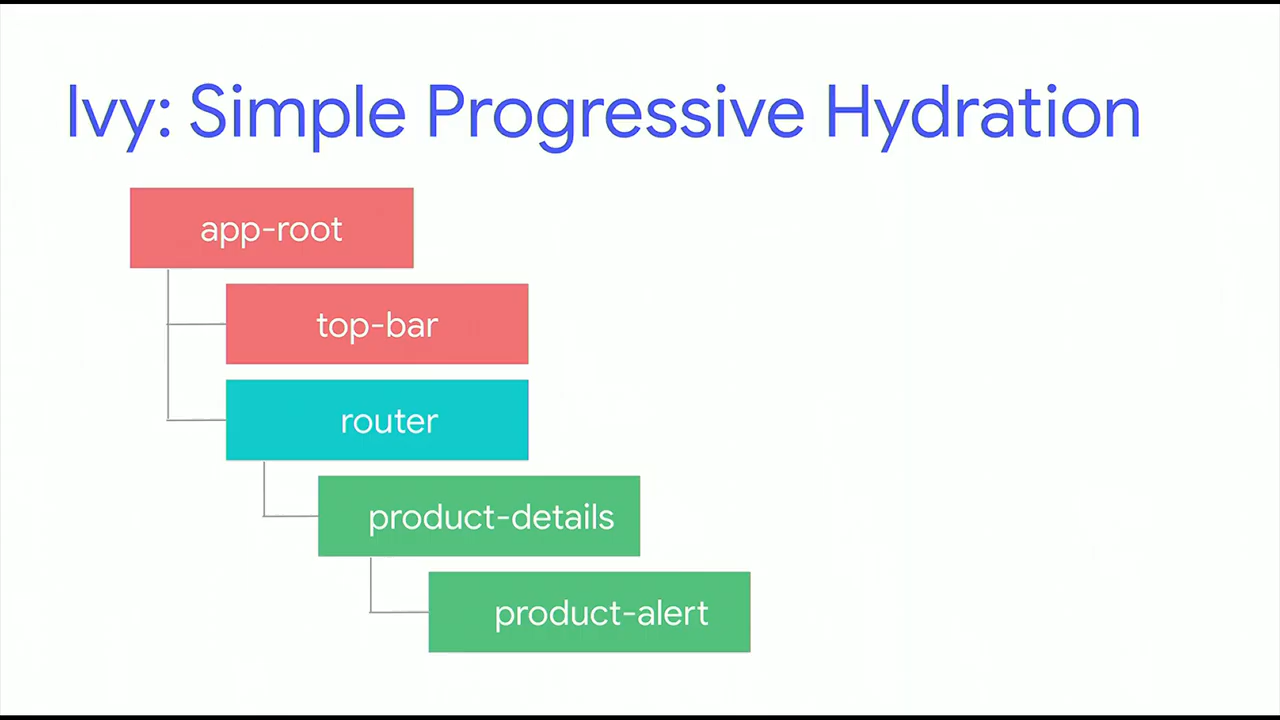 Ivy: Simple Progressive Hydration
app-root
top-bar
router
product-details
product-alert